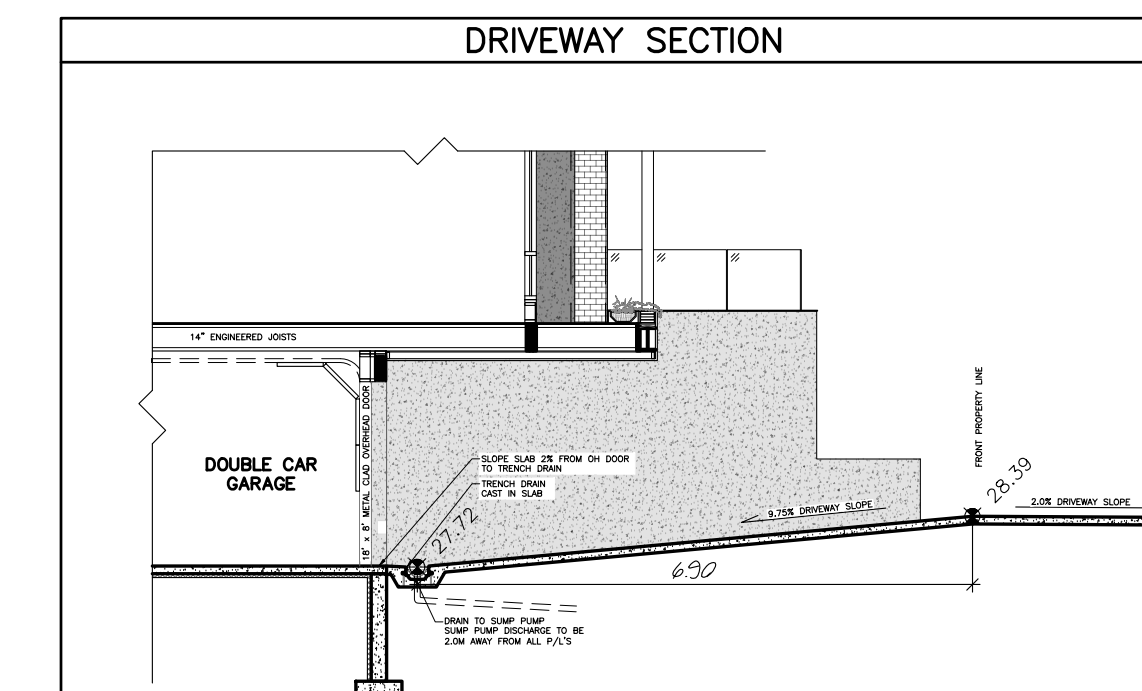 DRIVEWAY SECTION
14" ENGINEERED JOISTS
18' x 8' METAL CLAD OVERHEAD DOOR
DOUBLE CAR
GARAGE
SLOPE SLAB 2% FROM OH DOOR
TO TRENCH DRAIN
TRENCH DRAIN
CAST IN SLAB
27.72
9.75% DRIVEWAY SLOPE
FRONT PROPERTY LINE
28.39
2.0% DRIVEWAY SLOPE
6.90
DRAIN TO SUMP PUMP
SUMP PUMP DISCHARGE TO BE
2.0M AWAY FROM ALL P/L'S